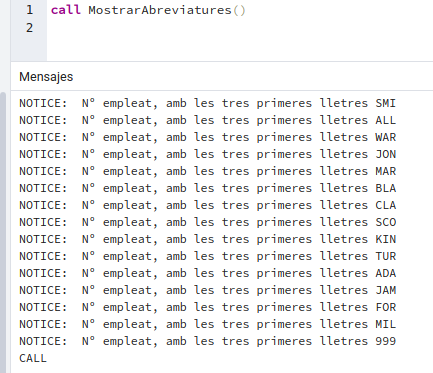 1 call MostrarAbreviatures()
2
Mensajes
NOTICE:  N° empleat, amb les tres primeres lletres SMI
NOTICE:  N° empleat, amb les tres primeres lletres ALL
NOTICE:  N° empleat, amb les tres primeres lletres WAR
NOTICE:  N° empleat, amb les tres primeres lletres JON
NOTICE:  N° empleat, amb les tres primeres lletres MAR
NOTICE:  N° empleat, amb les tres primeres lletres BLA
NOTICE:  N° empleat, amb les tres primeres lletres CLA
NOTICE:  N° empleat, amb les tres primeres lletres SCO
NOTICE:  N° empleat, amb les tres primeres lletres KIN
NOTICE:  N° empleat, amb les tres primeres lletres TUR
NOTICE:  N° empleat, amb les tres primeres lletres ADA
NOTICE:  N° empleat, amb les tres primeres lletres JAM
NOTICE:  N° empleat, amb les tres primeres lletres FOR
NOTICE:  N° empleat, amb les tres primeres lletres MIL
NOTICE:  N° empleat, amb les tres primeres lletres 999
CALL